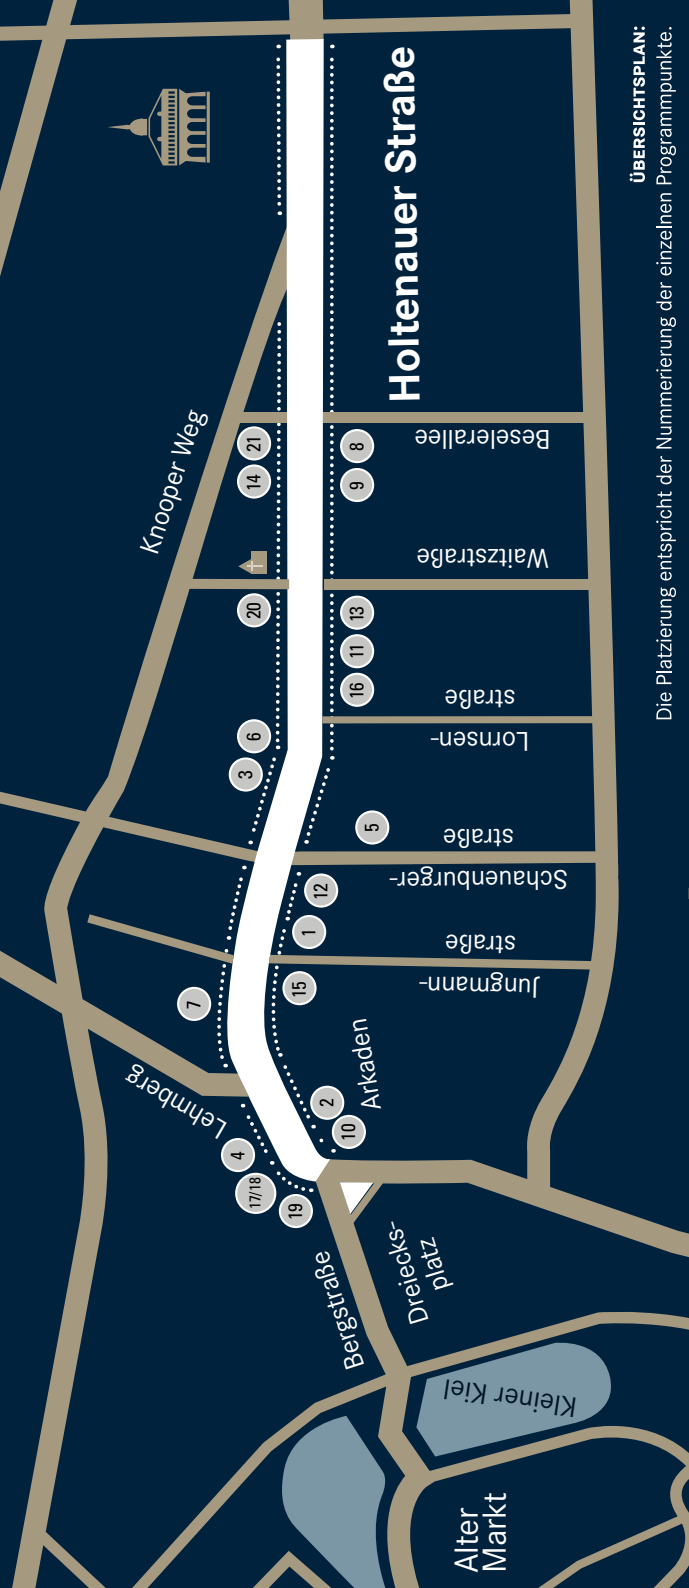 ÜBERSICHTSPLAN:
Die Platzierung entspricht der Nummerierung der einzelnen Programmpunkte.
Holtenauer Straße
Knooper Weg
21
14
8
9
Beselerallee
Waitzstraße
20
13
11
16
Lornsen-
straße
6
3
5
Schauenburger-
straße
12
1
Jungmann-
straße
15
7
Lehmberg
Arkaden
2
10
4
17/18
19
Bergstraße
Dreiecks-
platz
Kleiner Kiel
Alter
Markt